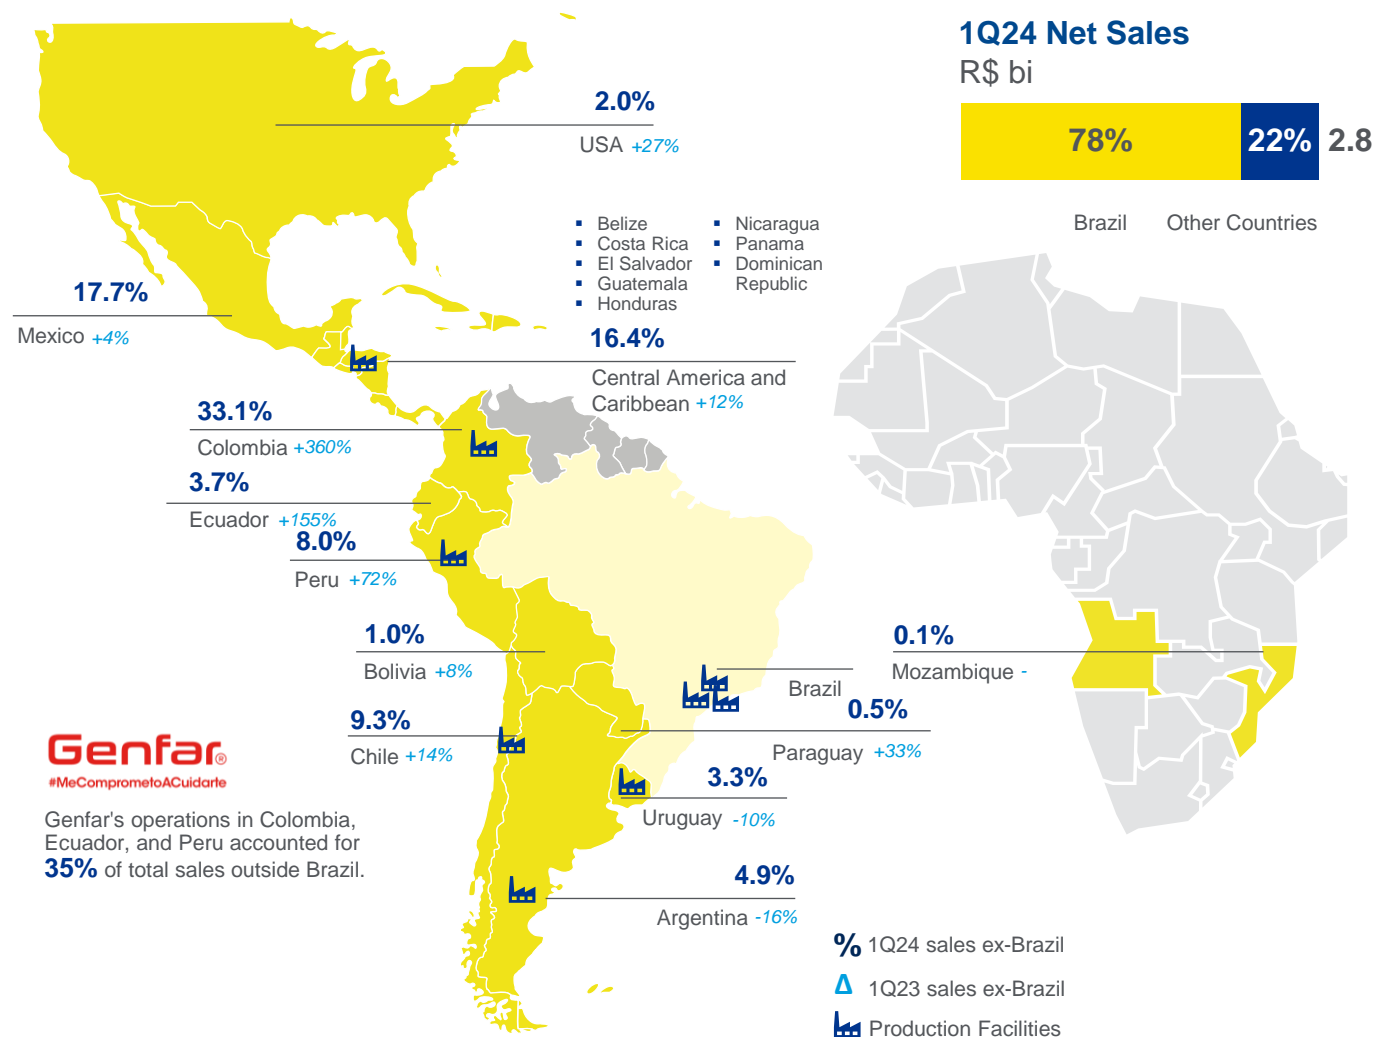 1Q24 Net Sales
R$ bi
78%
22%
2.8
Brazil
Other Countries
2.0%
USA +27%
▪ Belize
▪ Costa Rica
▪ El Salvador
▪ Guatemala
▪ Honduras
▪ Nicaragua
▪ Panama
▪ Dominican
Republic
17.7%
Mexico +4%
16.4%
Central America and
Caribbean +12%
33.1%
Colombia +360%
3.7%
Ecuador +155%
8.0%
Peru +72%
1.0%
Bolivia +8%
0.1%
Mozambique -
Brazil
0.5%
Paraguay +33%
9.3%
Chile +14%
3.3%
Uruguay -10%
4.9%
Argentina -16%
Genfar®
#MeComprometoACuidarte
Genfar's operations in Colombia,
Ecuador, and Peru accounted for
35% of total sales outside Brazil.
% 1Q24 sales ex-Brazil
Δ 1Q23 sales ex-Brazil
Production Facilities